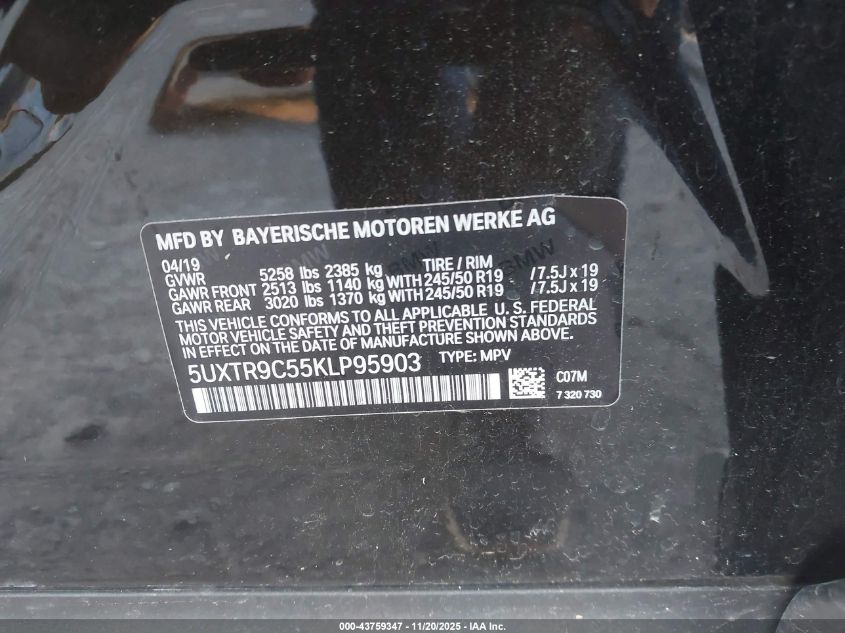 MFD BY BAYERISCHE MOTOREN WERKE AG
04/19
GVWR 5258 lbs 2385 kg TIRE / RIM
GAWR FRONT 2513 lbs 1140 kg WITH 245/50 R19 / 7.5J x 19
GAWR REAR 3020 lbs 1370 kg WITH 245/50 R19 / 7.5J x 19
THIS VEHICLE CONFORMS TO ALL APPLICABLE U. S. FEDERAL
MOTOR VEHICLE SAFETY AND THEFT PREVENTION STANDARDS
IN EFFECT ON THE DATE OF MANUFACTURE SHOWN ABOVE.
5UXTR9C55KLP95903 TYPE: MPV
C07M
7 320 730
000-43759347 - 11/20/2025 - IAA Inc.